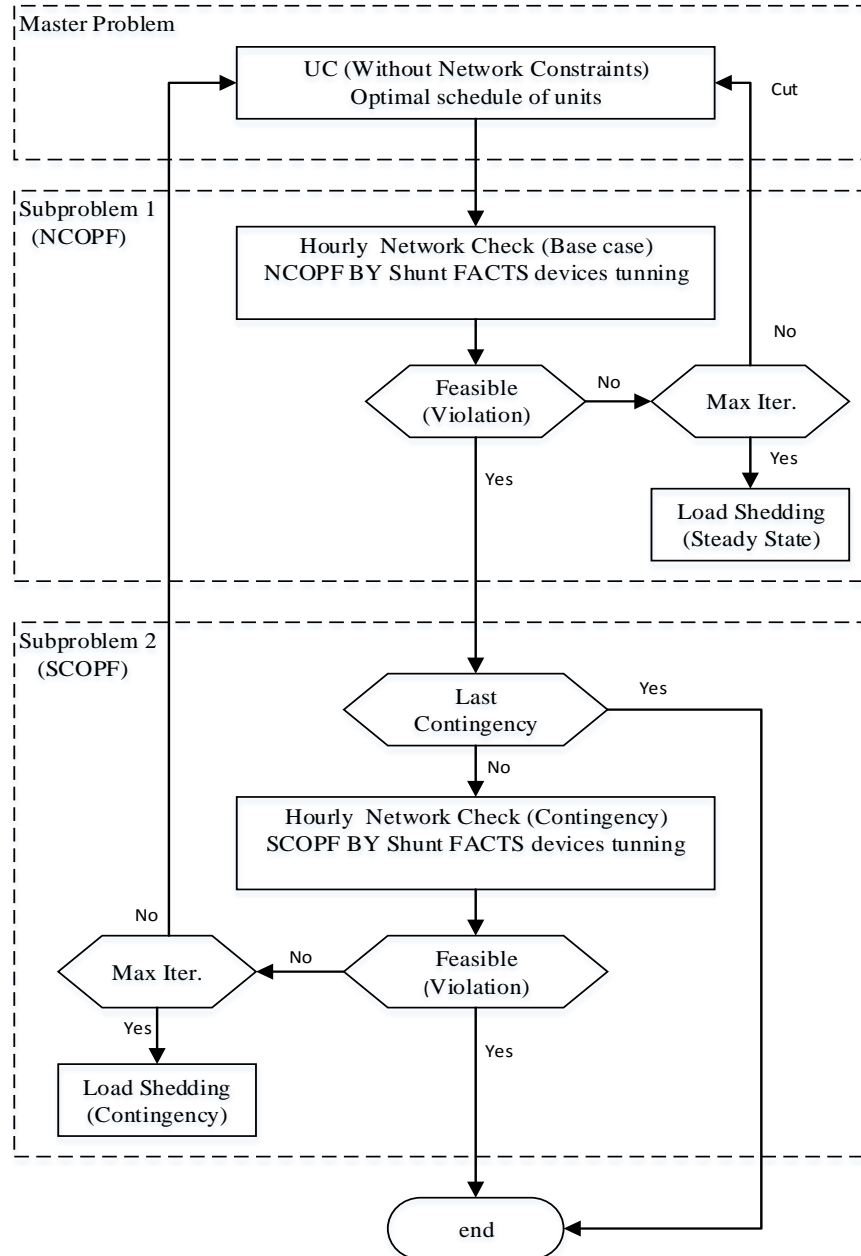 Master Problem
UC (Without Network Constraints)
Optimal schedule of units
Cut
Subproblem 1
(NCOPF)
Hourly Network Check (Base case)
NCOPF BY Shunt FACTS devices tunning
No
Feasible
(Violation)
No
Max Iter.
Yes
Yes
Load Shedding
(Steady State)
Subproblem 2
(SCOPF)
Last
Contingency
Yes
No
Hourly Network Check (Contingency)
SCOPF BY Shunt FACTS devices tunning
No
Max Iter.
No
Feasible
(Violation)
Yes
Yes
Load Shedding
(Contingency)
end